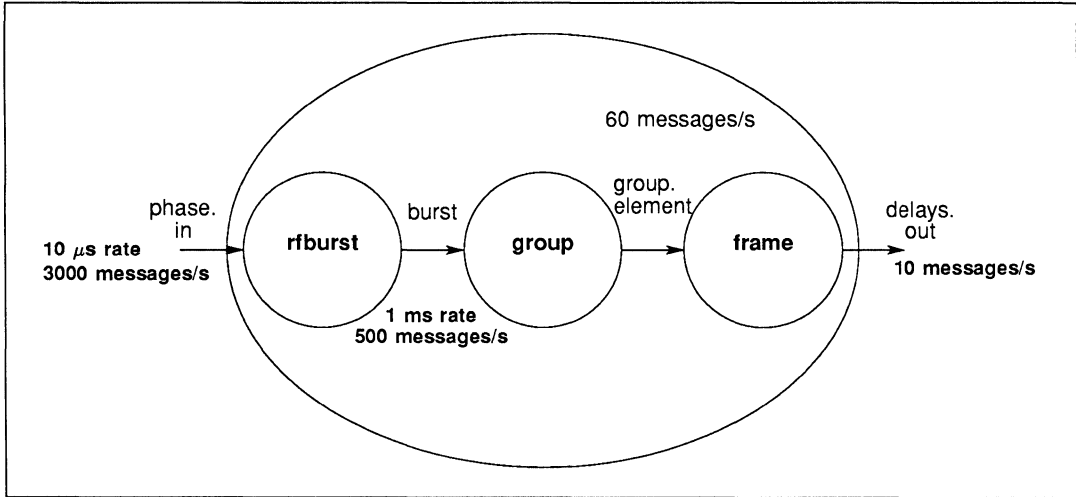 60 messages/s
phase.
in
10 μs rate
3000 messages/s
rfburst
burst
1 ms rate
500 messages/s
group
group.
element
frame
delays.
out
10 messages/s